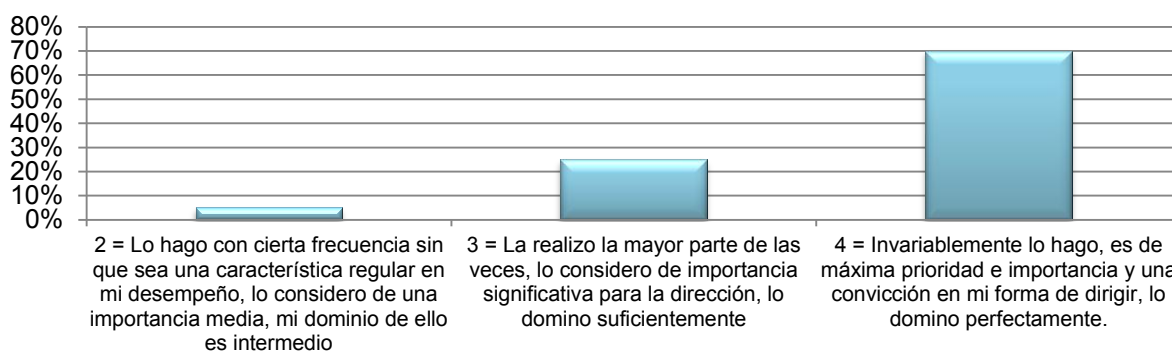 80%
70%
60%
50%
40%
30%
20%
10%
0%
2 = Lo hago con cierta frecuencia sin
que sea una característica regular en
mi desempeño, lo considero de una
importancia media, mi dominio de ello
es intermedio
3 = La realizo la mayor parte de las
veces, lo considero de importancia
significativa para la dirección, lo
domino suficientemente
4 = Invariablemente lo hago, es de
máxima prioridad e importancia y una
convicción en mi forma de dirigir, lo
domino perfectamente.